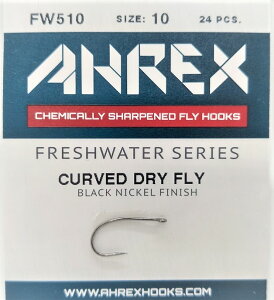 FW510 SIZE: 10 24 PCS.
AHREX
CHEMICALLY SHARPENED FLY HOOKS
FRESHWATER SERIES
CURVED DRY FLY
BLACK NICKEL FINISH
WWW.AHREXHOOKS.COM